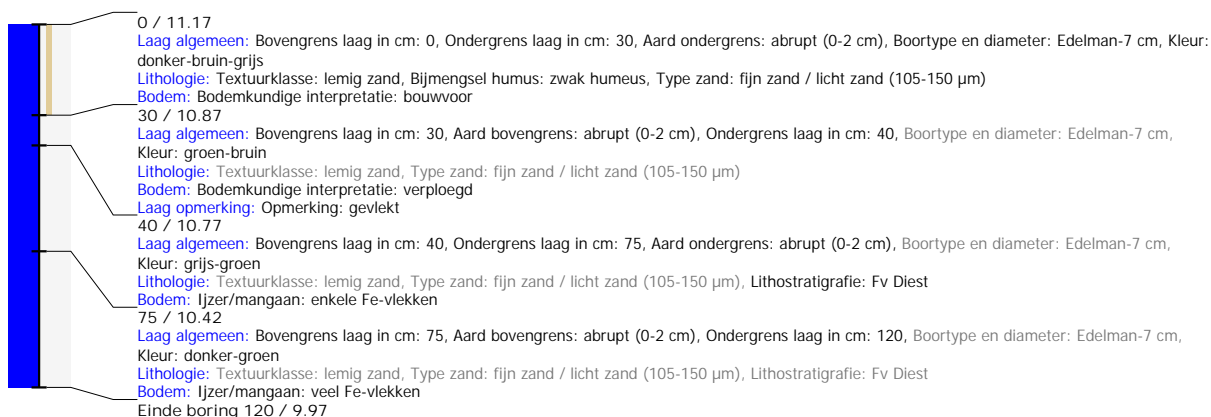 0 / 11.17
Laag algemeen: Bovengrens laag in cm: 0, Ondergrens laag in cm: 30, Aard ondergrens: abrupt (0-2 cm), Boortype en diameter: Edelman-7 cm, Kleur:
donker-bruin-grijs
Lithologie: Textuurklasse: lemig zand, Bijmengsel humus: zwak humeus, Type zand: fijn zand / licht zand (105-150 µm)
Bodem: Bodemkundige interpretatie: bouwvoor
30 / 10.87
Laag algemeen: Bovengrens laag in cm: 30, Aard bovengrens: abrupt (0-2 cm), Ondergrens laag in cm: 40, Boortype en diameter: Edelman-7 cm,
Kleur: groen-bruin
Lithologie: Textuurklasse: lemig zand, Type zand: fijn zand / licht zand (105-150 µm)
Bodem: Bodemkundige interpretatie: verploegd
Laag opmerking: Opmerking: gevlekt
40 / 10.77
Laag algemeen: Bovengrens laag in cm: 40, Ondergrens laag in cm: 75, Aard ondergrens: abrupt (0-2 cm), Boortype en diameter: Edelman-7 cm,
Kleur: grijs-groen
Lithologie: Textuurklasse: lemig zand, Type zand: fijn zand / licht zand (105-150 µm), Lithostratigrafie: Fv Diest
Bodem: Ijzer/mangaan: enkele Fe-vlekken
75 / 10.42
Laag algemeen: Bovengrens laag in cm: 75, Aard bovengrens: abrupt (0-2 cm), Ondergrens laag in cm: 120, Boortype en diameter: Edelman-7 cm,
Kleur: donker-groen
Lithologie: Textuurklasse: lemig zand, Type zand: fijn zand / licht zand (105-150 µm), Lithostratigrafie: Fv Diest
Bodem: Ijzer/mangaan: veel Fe-vlekken
Einde boring 120 / 9.97